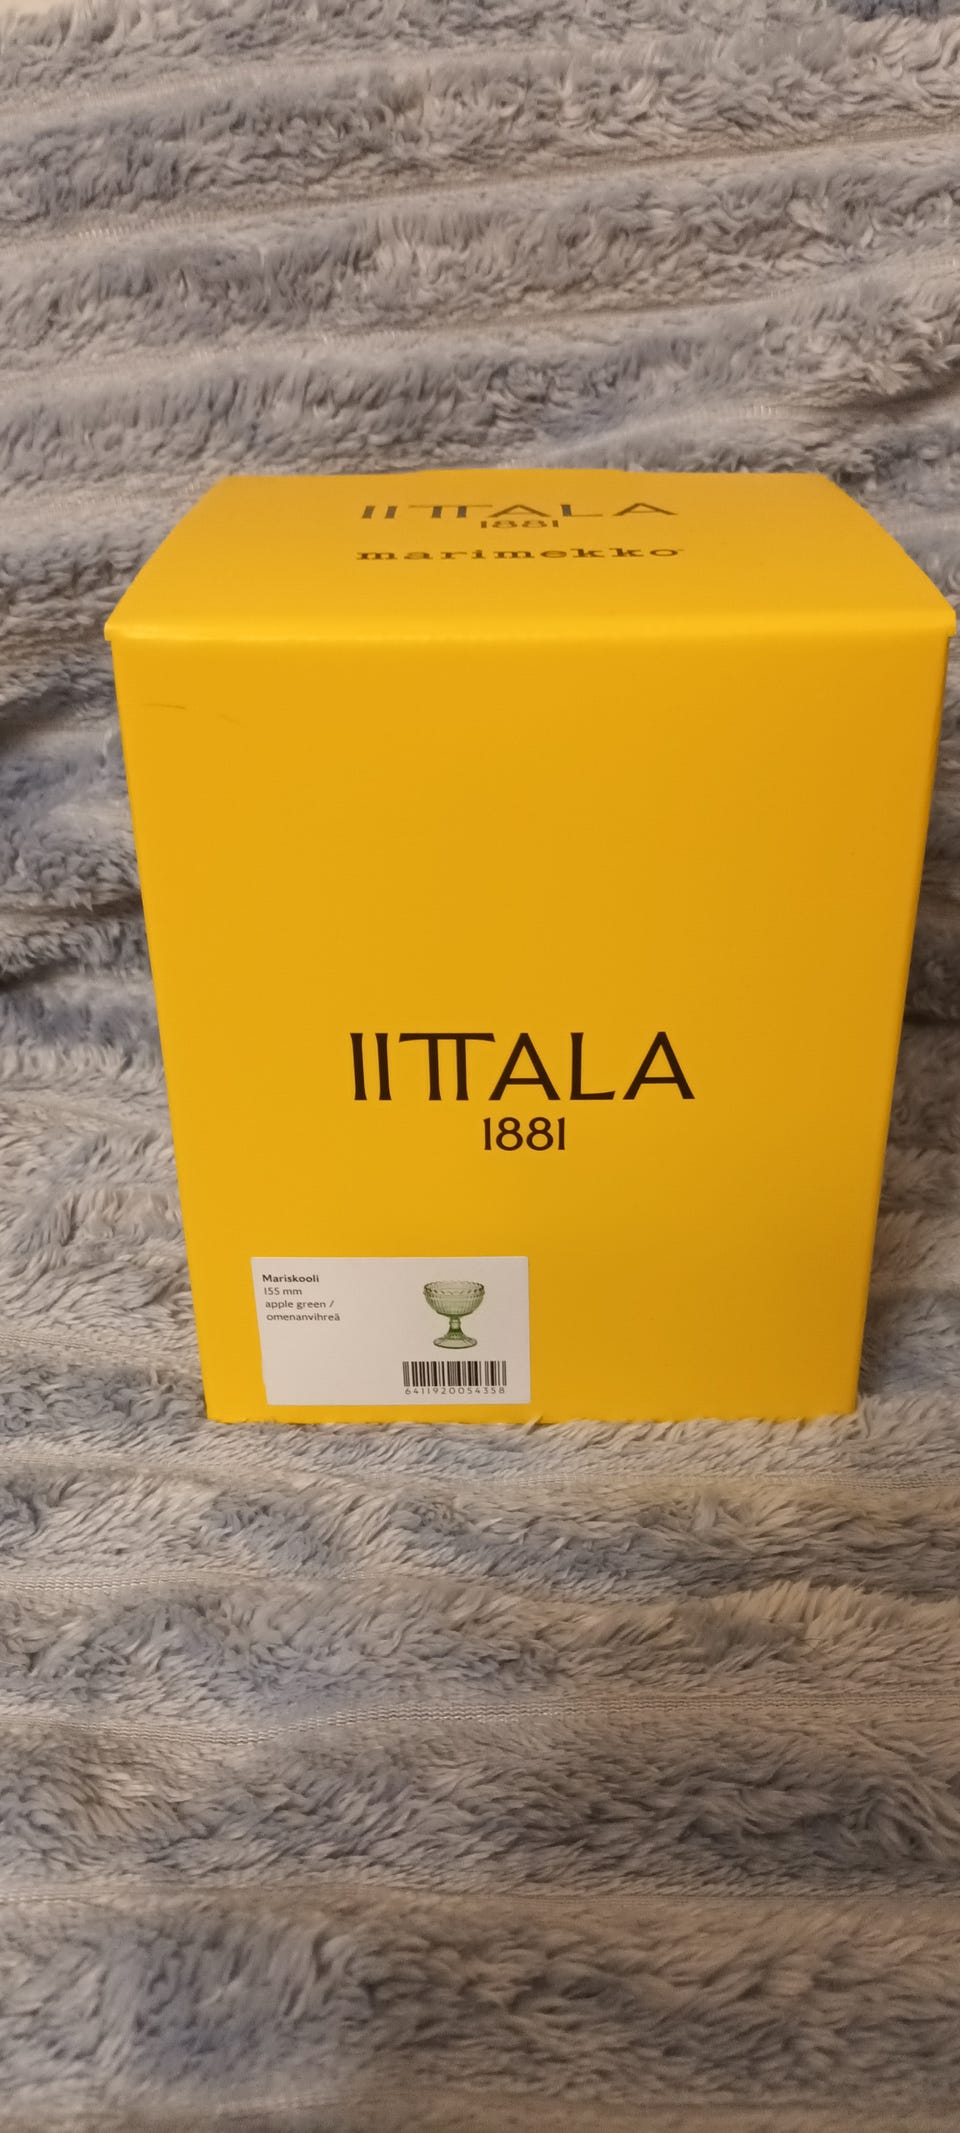 IITTALA
1881
marimekko
IITTALA
1881
Mariskooli
155 mm
apple green /
omenanvihreä
6411920054358